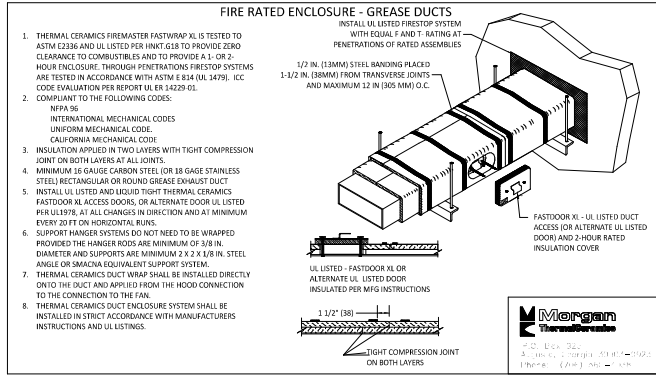 FIRE RATED ENCLOSURE - GREASE DUCTS
1. THERMAL CERAMICS FIREMASTER FASTWRAP XL IS TESTED TO
ASTM E2336 AND UL LISTED PER HNKT.G18 TO PROVIDE ZERO
CLEARANCE TO COMBUSTIBLES AND TO PROVIDE A 1- OR 2-
HOUR ENCLOSURE. THROUGH PENETRATIONS FIRESTOP SYSTEMS
ARE TESTED IN ACCORDANCE WITH ASTM E 814 (UL 1479). ICC
CODE EVALUATION PER REPORT UL ER 14229-01.
2. COMPLIANT TO THE FOLLOWING CODES:
NFPA 96
INTERNATIONAL MECHANICAL CODES
UNIFORM MECHANICAL CODE.
CALIFORNIA MECHANICAL CODE
3. INSULATION APPLIED IN TWO LAYERS WITH TIGHT COMPRESSION
JOINT ON BOTH LAYERS AT ALL JOINTS.
4. MINIMUM 16 GAUGE CARBON STEEL (OR 18 GAGE STAINLESS
STEEL) RECTANGULAR OR ROUND GREASE EXHAUST DUCT
5. INSTALL UL LISTED AND LIQUID TIGHT THERMAL CERAMICS
FASTDOOR XL ACCESS DOORS, OR ALTERNATE DOOR UL LISTED
PER UL1978, AT ALL CHANGES IN DIRECTION AND AT MINIMUM
EVERY 20 FT ON HORIZONTAL RUNS.
6. SUPPORT HANGER SYSTEMS DO NOT NEED TO BE WRAPPED
PROVIDED THE HANGER RODS ARE MINIMUM OF 3/8 IN.
DIAMETER AND SUPPORTS ARE MINIMUM 2 X 2 X 1/8 IN. STEEL
ANGLE OR SMACNA EQUIVALENT SUPPORT SYSTEM.
7. THERMAL CERAMICS DUCT WRAP SHALL BE INSTALLED DIRECTLY
ONTO THE DUCT AND APPLIED FROM THE HOOD CONNECTION
TO THE CONNECTION TO THE FAN.
8. THERMAL CERAMICS DUCT ENCLOSURE SYSTEM SHALL BE
INSTALLED IN STRICT ACCORDANCE WITH MANUFACTURERS
INSTRUCTIONS AND UL LISTINGS.
INSTALL UL LISTED FIRESTOP SYSTEM
WITH EQUAL F AND T- RATING AT
PENETRATIONS OF RATED ASSEMBLIES
1/2 IN. (13MM) STEEL BANDING PLACED
1-1/2 IN. (38MM) FROM TRANSVERSE JOINTS
AND MAXIMUM 12 IN (305 MM) O.C.
FASTDOOR XL - UL LISTED DUCT
ACCESS (OR ALTERNATE UL LISTED
DOOR) AND 2-HOUR RATED
INSULATION COVER
UL LISTED - FASTDOOR XL OR
ALTERNATE UL LISTED DOOR
INSULATED PER MFG INSTRUCTIONS
1 1/2" (38)
TIGHT COMPRESSION JOINT
ON BOTH LAYERS
Morgan
ThermalCeramics
P.O. Box
Augusta, Georgia
Phone: